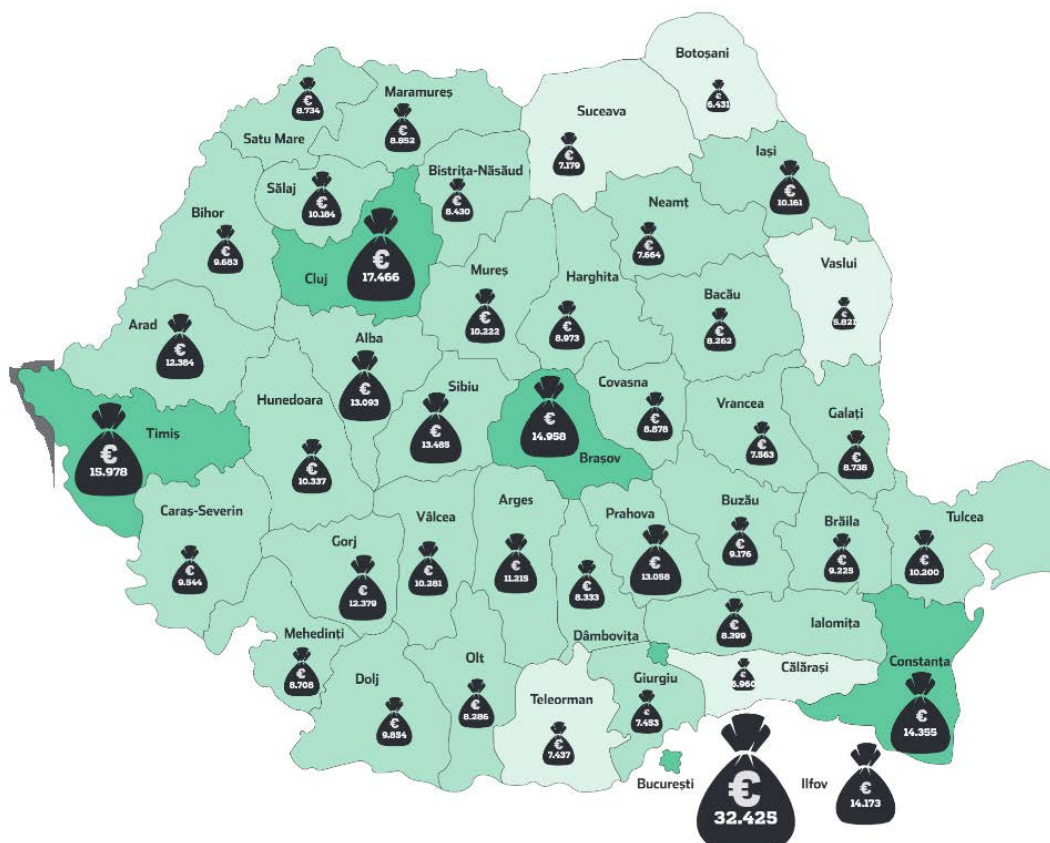 Botoșani
€
6.431
Maramureș
€
8.852
€
8.734
Satu Mare
Suceava
€
7.179
Iași
€
10.161
Bistrița-Năsăud
€
8.430
Sălaj
€
10.184
Bihor
€
9.683
Cluj
€
17.466
Neamț
€
7.664
Vaslui
€
5.821
Mureș
€
10.222
Harghita
€
8.973
Bacău
€
8.262
Arad
€
12.384
Alba
€
13.093
Sibiu
€
13.485
Hunedoara
€
10.337
Covasna
€
8.878
€
14.958
Brașov
Vrancea
€
7.563
Galați
€
8.738
Timiș
€
15.978
Caraș-Severin
€
9.544
Gorj
€
12.379
Vâlcea
€
10.281
Arges
€
11.215
Prahova
€
13.058
Buzău
€
9.176
Brăila
€
9.225
Tulcea
€
10.200
€
8.333
Dâmbovița
€
8.399
Ialomița
Mehedinți
€
8.708
Dolj
€
9.854
Olt
€
8.286
Teleorman
€
7.437
Giurgiu
€
7.453
Călărași
€
6.960
Constanța
€
14.355
București
€
32.425
Ilfov
€
14.173